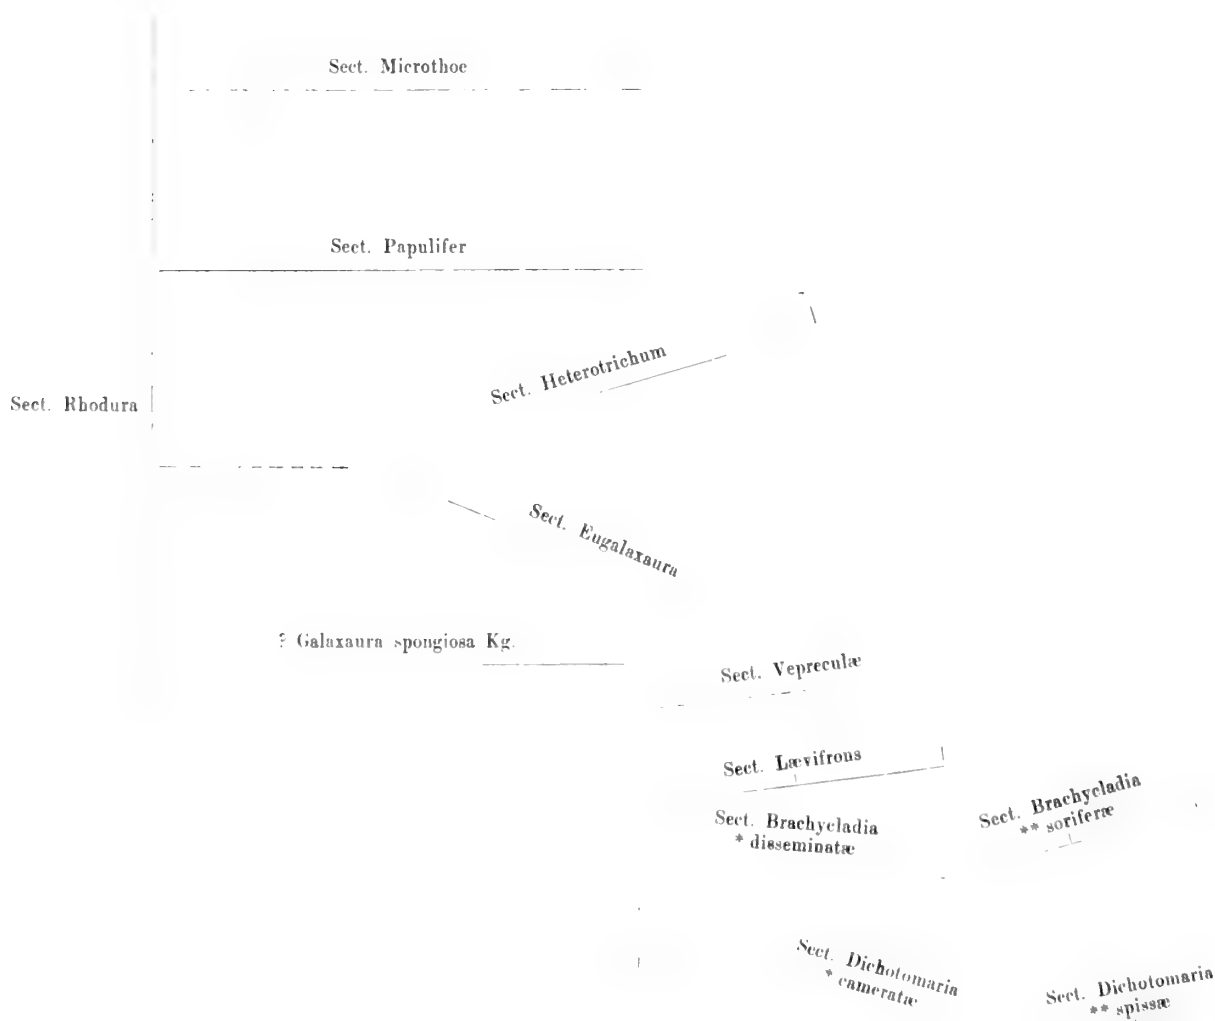 Sect. Microthoe
Sect. Papulifer
Sect. Heterotrichum
Sect. Rhodura
Sect. Eugalaxaura
? Galaxaura spongiosa Kg.
Sect. Vepreculæ
Sect. Lævifrons
Sect. Brachycladia
* disseminatæ
Sect. Brachycladia
** soriferæ
Sect. Dichotomaria
* cameratæ
Sect. Dichotomaria
** spissæ